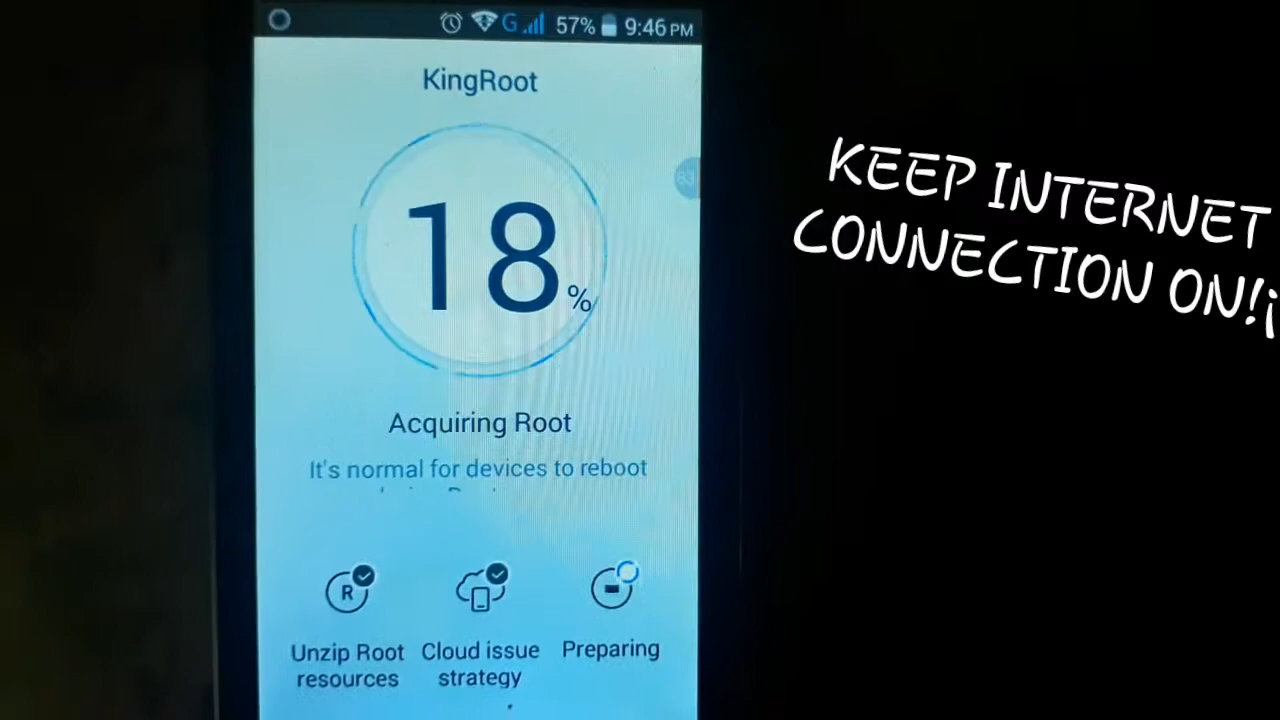 G 57% 9:46 PM
KingRoot
83
18%
Acquiring Root
It's normal for devices to reboot
R
Unzip Root
resources
Cloud issue
strategy
Preparing
KEEP INTERNET
CONNECTION ON!¡